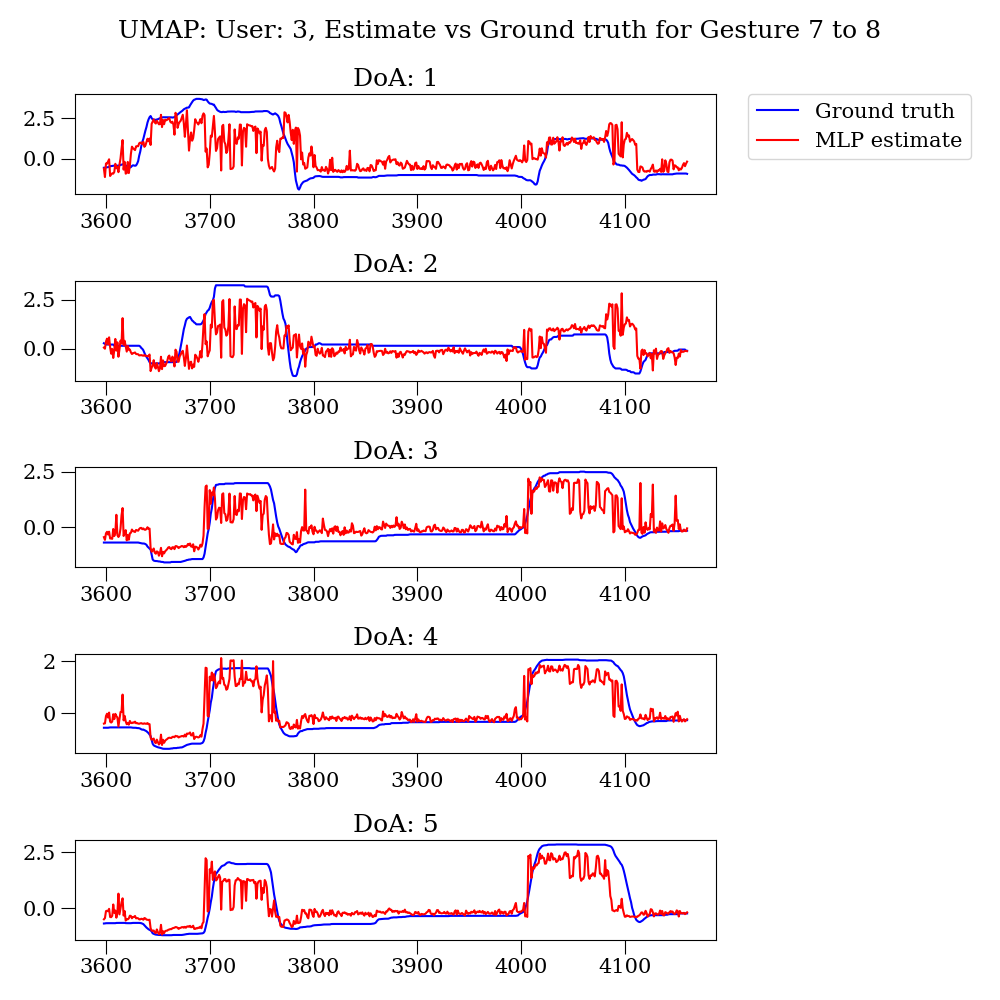 UMAP: User: 3, Estimate vs Ground truth for Gesture 7 to 8
DoA: 1
Ground truth
MLP estimate
2.5
0.0
3600 3700 3800 3900 4000 4100
DoA: 2
2.5
0.0
3600 3700 3800 3900 4000 4100
DoA: 3
2.5
0.0
3600 3700 3800 3900 4000 4100
DoA: 4
2
0
3600 3700 3800 3900 4000 4100
DoA: 5
2.5
0.0
3600 3700 3800 3900 4000 4100